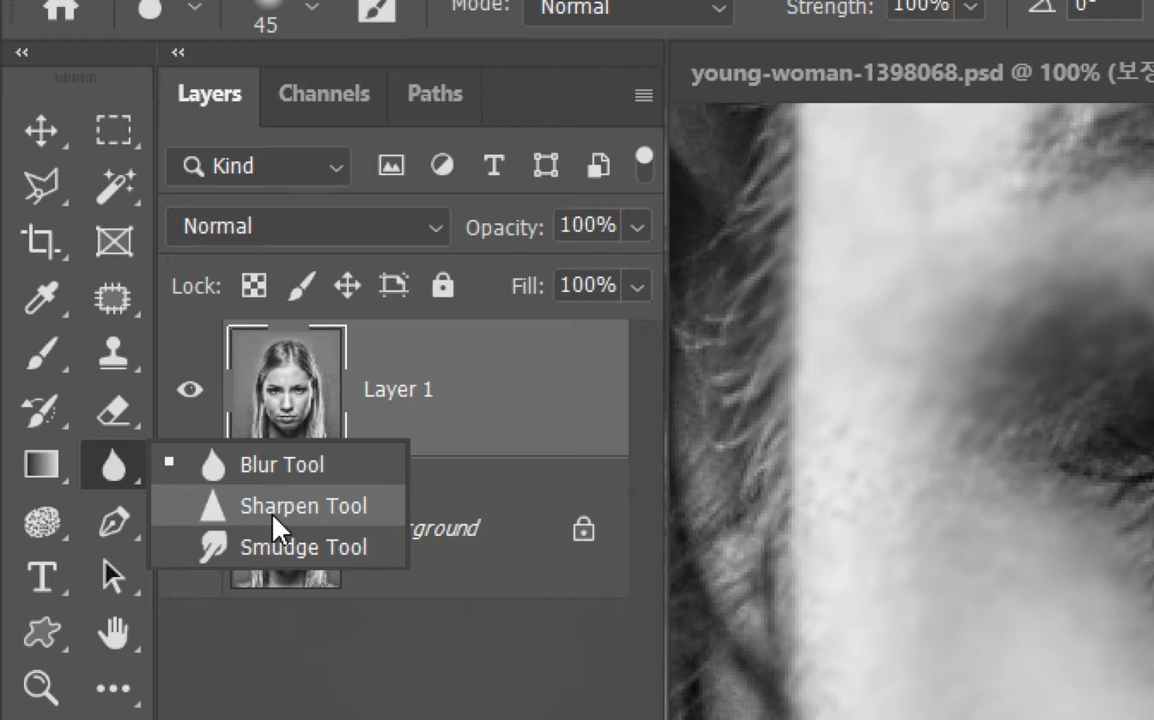 45
Mode: Normal
Strength: 100%
0°
Layers Channels Paths
young-woman-1398068.psd @ 100% (보정
Kind
Normal
Opacity: 100%
Lock:
Fill: 100%
Layer 1
Blur Tool
Sharpen Tool
Smudge Tool
ground